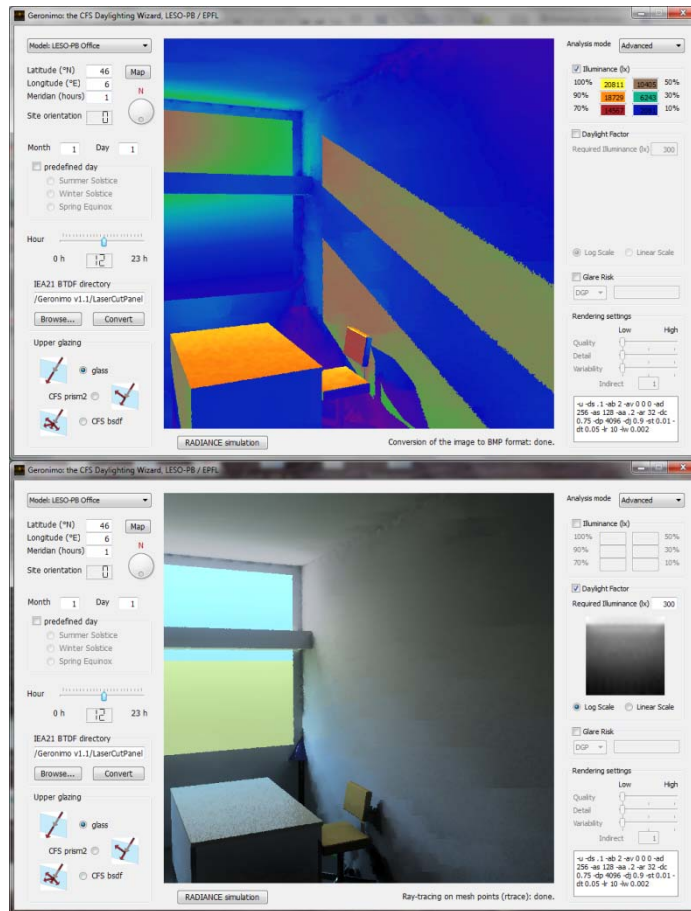 Geronimo: the CFS Daylighting Wizard, LESO-PB / EPFL
Model: LESO-PB Office
Latitude (°N) 46 Map
Longitude (°E) 6
Meridian (hours) 1
N
Site orientation 0
Month 1 Day 1
predefined day
Summer Solstice
Winter Solstice
Spring Equinox
Hour
0 h 12 23 h
IEA21 BTDF directory
/Geronimo v1.1/LaserCutPanel
Browse... Convert
Upper glazing
glass
CFS prism2
CFS bsdf
RADIANCE simulation
Conversion of the image to BMP format: done.
Analysis mode Advanced
Illuminance (lx)
100% 20811 10405 50%
90% 18729 6243 30%
70% 14567 10%
Daylight Factor
Required Illuminance (lx) 300
Log Scale Linear Scale
Glare Risk
DGP
Rendering settings
Low High
Quality
Detail
Variability
Indirect 1
-u -ds .1 -ab 2 -av 0 0 0 -ad
256 -as 128 -aa .2 -ar 32 -dc
0.75 -dp 4096 -dj 0.9 -st 0.01 -
dt 0.05 -lr 10 -lw 0.002
Geronimo: the CFS Daylighting Wizard, LESO-PB / EPFL
Model: LESO-PB Office
Latitude (°N) 46 Map
Longitude (°E) 6
Meridian (hours) 1
N
Site orientation 0
Month 1 Day 1
predefined day
Summer Solstice
Winter Solstice
Spring Equinox
Hour
0 h 12 23 h
IEA21 BTDF directory
/Geronimo v1.1/LaserCutPanel
Browse... Convert
Upper glazing
glass
CFS prism2
CFS bsdf
RADIANCE simulation
Ray-tracing on mesh points (rtrace): done.
Analysis mode Advanced
Illuminance (lx)
100% 50%
90% 30%
70% 10%
Daylight Factor
Required Illuminance (lx) 300
Log Scale Linear Scale
Glare Risk
DGP
Rendering settings
Low High
Quality
Detail
Variability
Indirect 1
-u -ds .1 -ab 2 -av 0 0 0 -ad
256 -as 128 -aa .2 -ar 32 -dc
0.75 -dp 4096 -dj 0.9 -st 0.01 -
dt 0.05 -lr 10 -lw 0.002